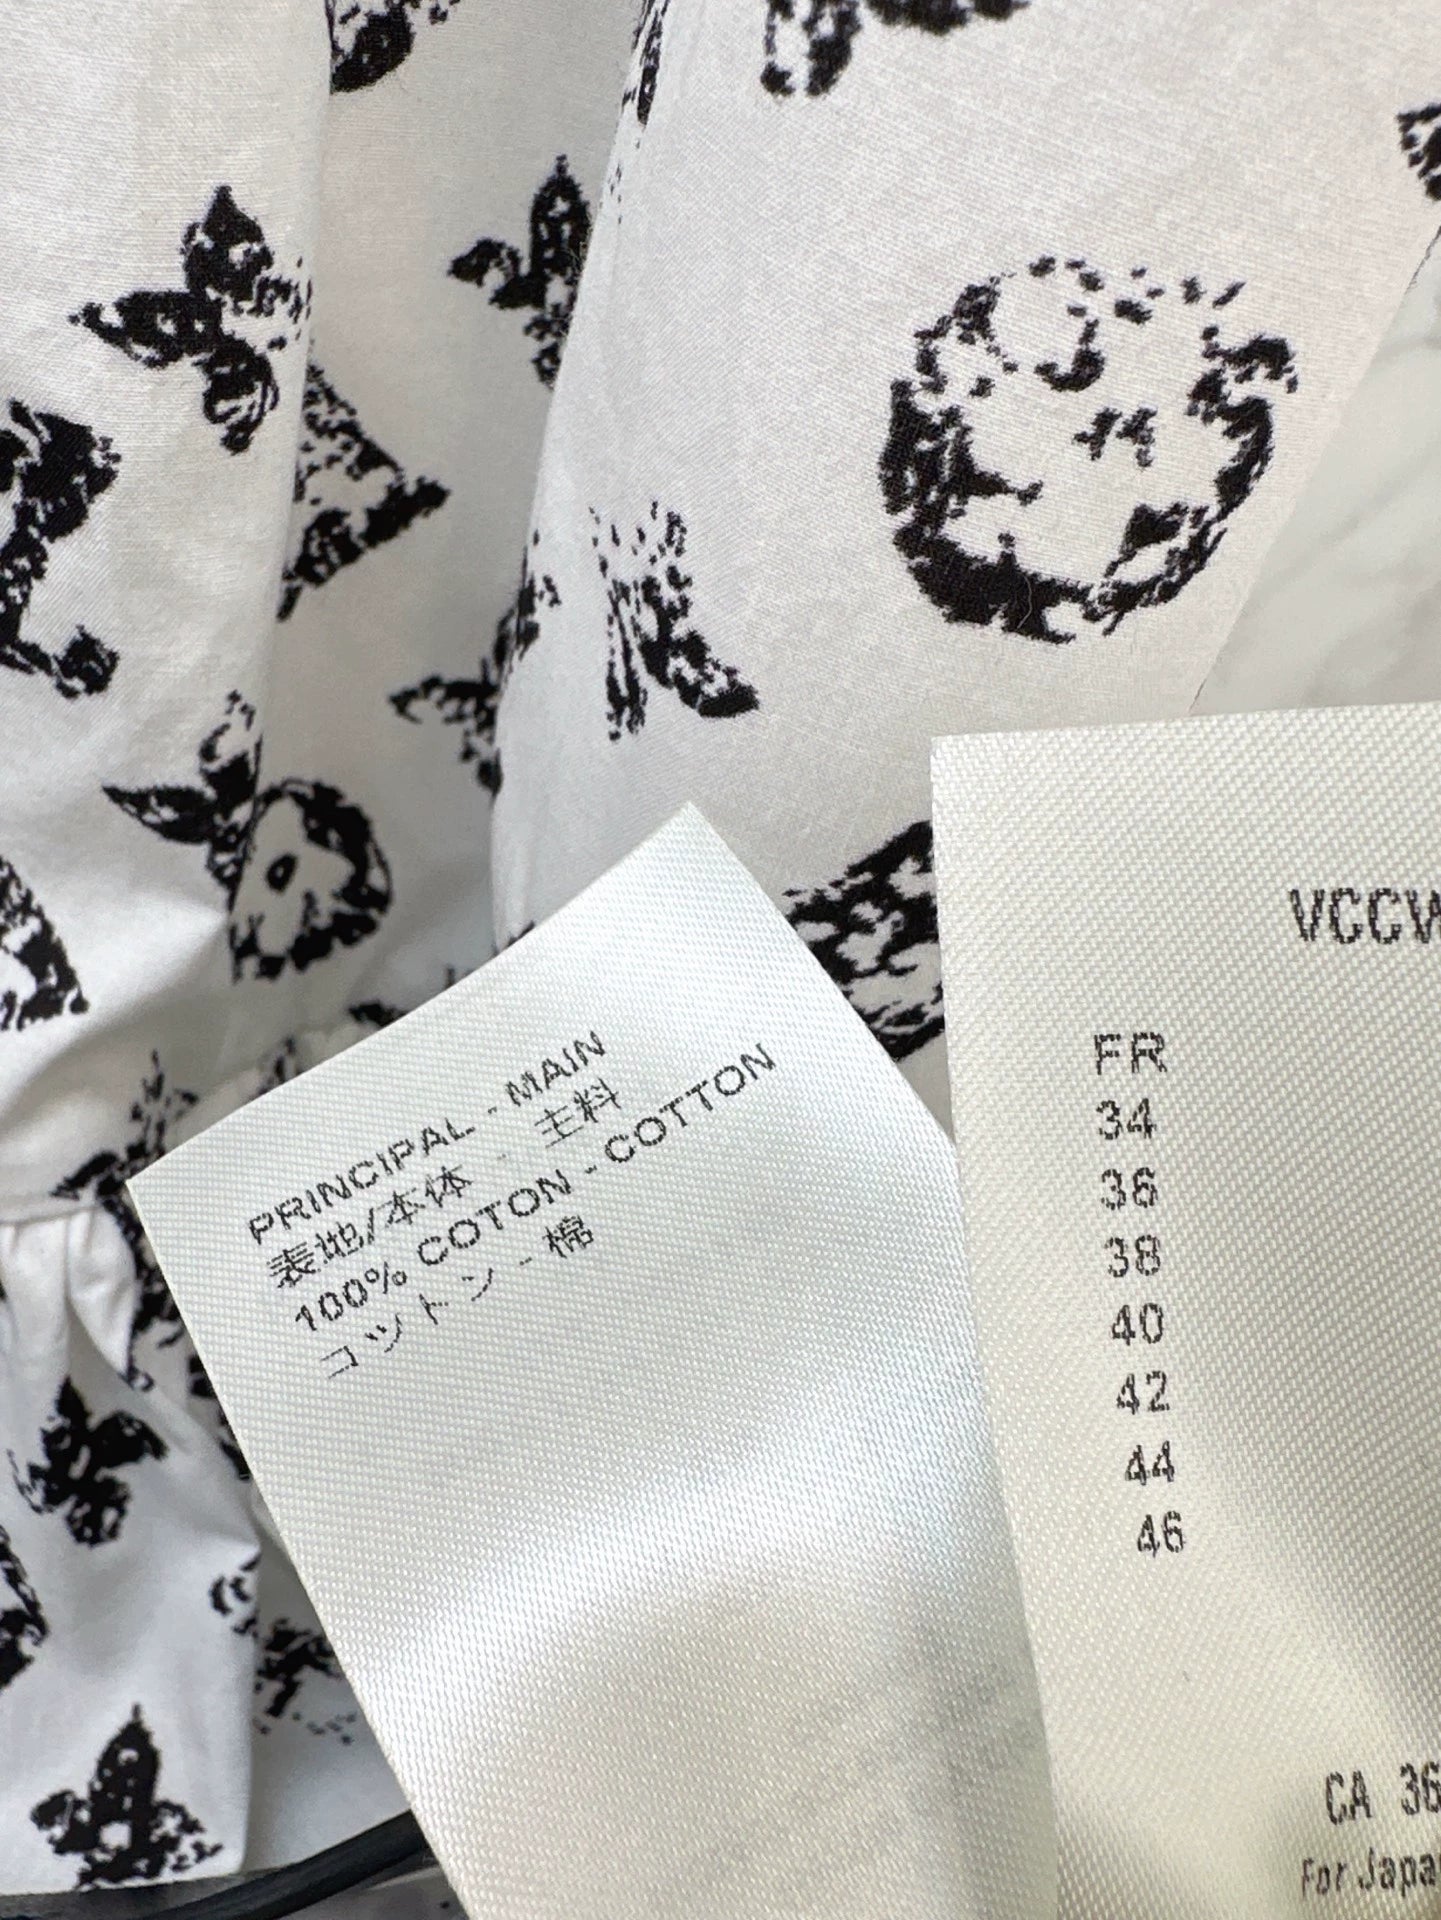 PRINCIPAL - MAIN
表地/本体 - 主料
100% COTON - COTTON
コットン - 棉
VCCW
FR
34
36
38
40
42
44
46
CA 36
For Japa